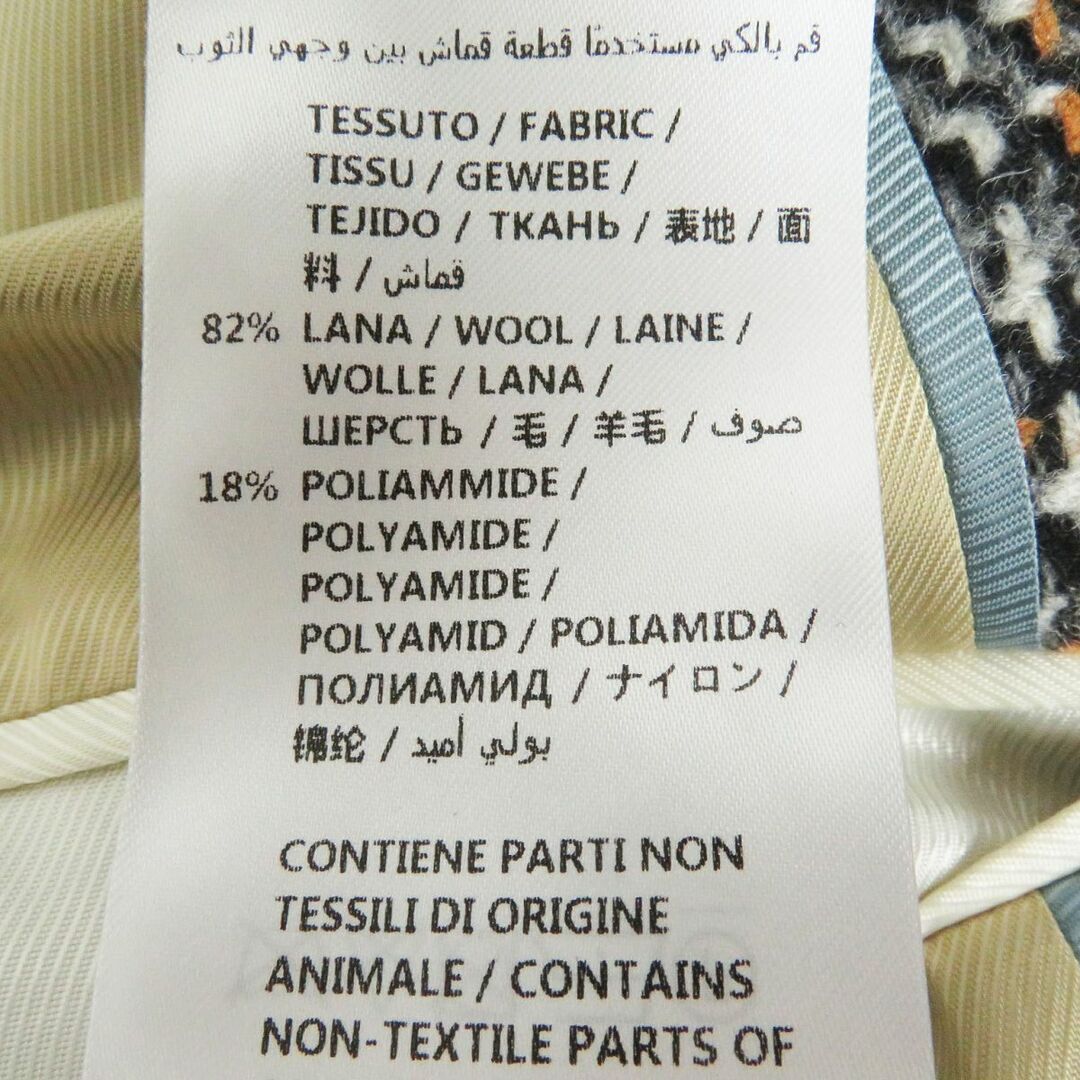 قم بالكي مستخدمًا قطعة قماش بين وجهي الثوب
TESSUTO / FABRIC /
TISSU / GEWEBE /
TEJIDO / ТКАНЬ / 表地 / 面
料 / قماش
82% LANA / WOOL / LAINE /
WOLLE / LANA /
ШЕРСТЬ / 毛 / 羊毛 / صوف
18% POLIAMMIDE /
POLYAMIDE /
POLYAMIDE /
POLYAMID / POLIAMIDA /
ПОЛИАМИД / ナイロン /
锦纶 / بولي أميد
CONTIENE PARTI NON
TESSILI DI ORIGINE
ANIMALE / CONTAINS
NON-TEXTILE PARTS OF